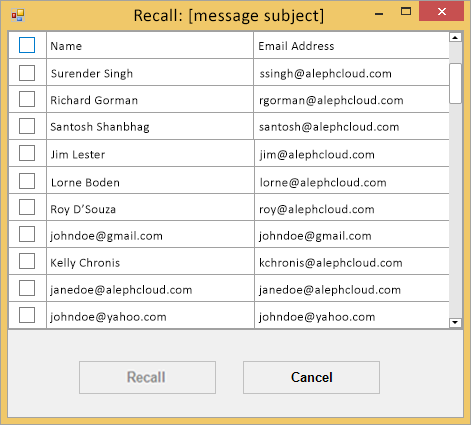 Recall: [message subject]
Name Email Address
Surender Singh ssingh@alephcloud.com
Richard Gorman rgorman@alephcloud.com
Santosh Shanbhag santosh@alephcloud.com
Jim Lester jim@alephcloud.com
Lorne Boden lorne@alephcloud.com
Roy D'Souza roy@alephcloud.com
johndoe@gmail.com johndoe@gmail.com
Kelly Chronis kchronis@alephcloud.com
janedoe@alephcloud.com janedoe@alephcloud.com
johndoe@yahoo.com johndoe@yahoo.com
Recall Cancel